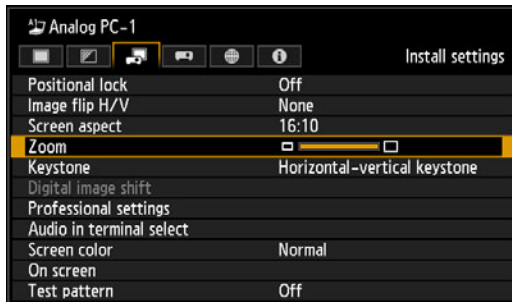 Analog PC-1
Install settings
Positional lock Off
Image flip H/V None
Screen aspect 16:10
Zoom
Keystone Horizontal-vertical keystone
Digital image shift
Professional settings
Audio in terminal select
Screen color Normal
On screen
Test pattern Off